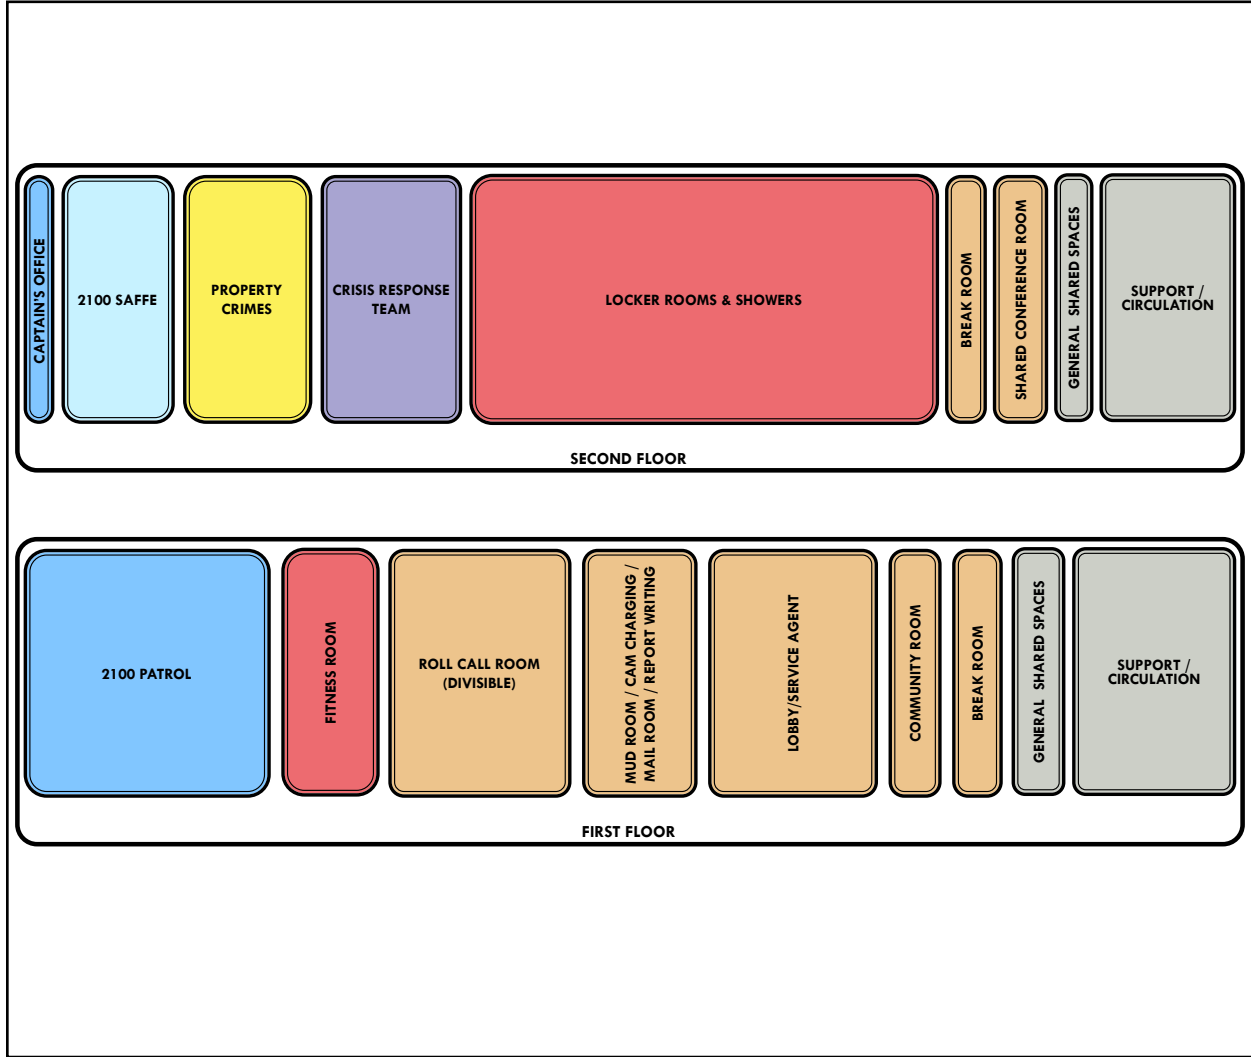 CAPTAIN'S OFFICE
2100 SAFFE
PROPERTY
CRIMES
CRISIS RESPONSE
TEAM
LOCKER ROOMS & SHOWERS
BREAK ROOM
SHARED CONFERENCE ROOM
GENERAL SHARED SPACES
SUPPORT /
CIRCULATION
SECOND FLOOR
2100 PATROL
FITNESS ROOM
ROLL CALL ROOM
(DIVISIBLE)
MUD ROOM / CAM CHARGING /
MAIL ROOM / REPORT WRITING
LOBBY/SERVICE AGENT
COMMUNITY ROOM
BREAK ROOM
GENERAL SHARED SPACES
SUPPORT /
CIRCULATION
FIRST FLOOR